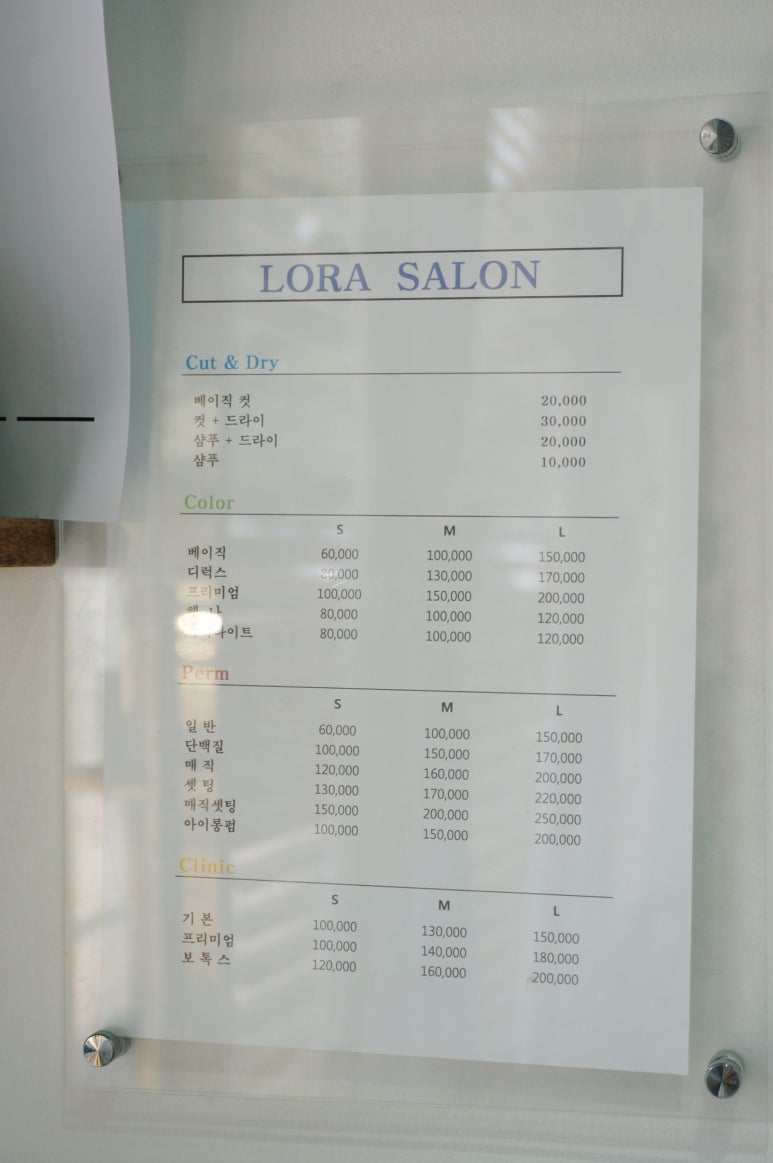 LORA SALON
Cut & Dry
베이직 컷 20,000
컷 + 드라이 30,000
샴푸 + 드라이 20,000
샴푸 10,000
Color
S M L
베이직 60,000 100,000 150,000
디럭스 80,000 130,000 170,000
프리미엄 100,000 150,000 200,000
80,000 100,000 120,000
80,000 100,000 120,000
Perm
S M L
일 반 60,000 100,000 150,000
단백질 100,000 150,000 170,000
매 직 120,000 160,000 200,000
셋 팅 130,000 170,000 220,000
매직셋팅 150,000 200,000 250,000
아이롱펌 100,000 150,000 200,000
Clinic
S M L
기 본 100,000 130,000 150,000
프리미엄 100,000 140,000 180,000
보 톡 스 120,000 160,000 200,000